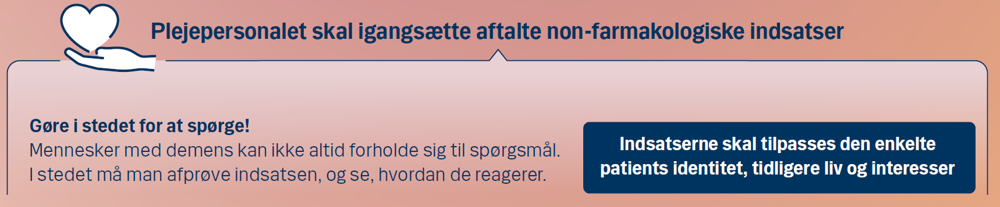 Plejepersonalet skal igangsætte aftalte non-farmakologiske indsatser
Gøre i stedet for at spørge!
Mennesker med demens kan ikke altid forholde sig til spørgsmål.
I stedet må man afprøve indsatsen, og se, hvordan de reagerer.
Indsatserne skal tilpasses den enkelte
patients identitet, tidligere liv og interesser